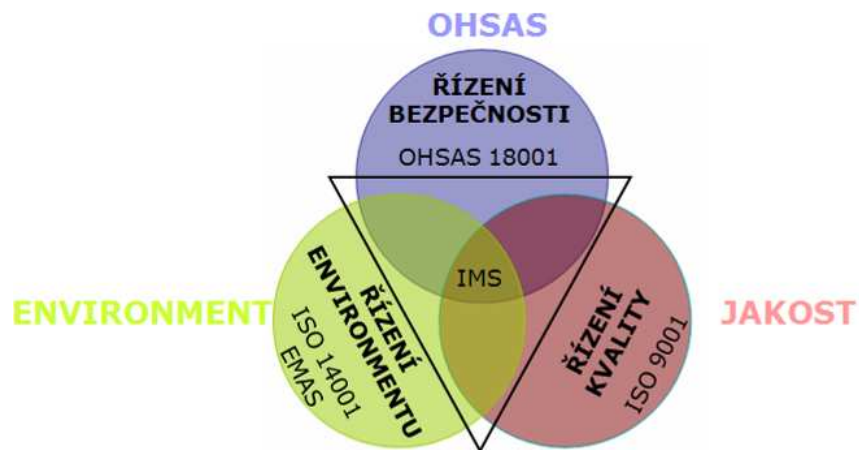 OHSAS
ŘÍZENÍ
BEZPEČNOSTI
OHSAS 18001
IMS
ENVIRONMENT
ŘÍZENÍ
ENVIRONMENTU
ISO 14001
EMAS
ŘÍZENÍ
KVALITY
ISO 9001
JAKOST